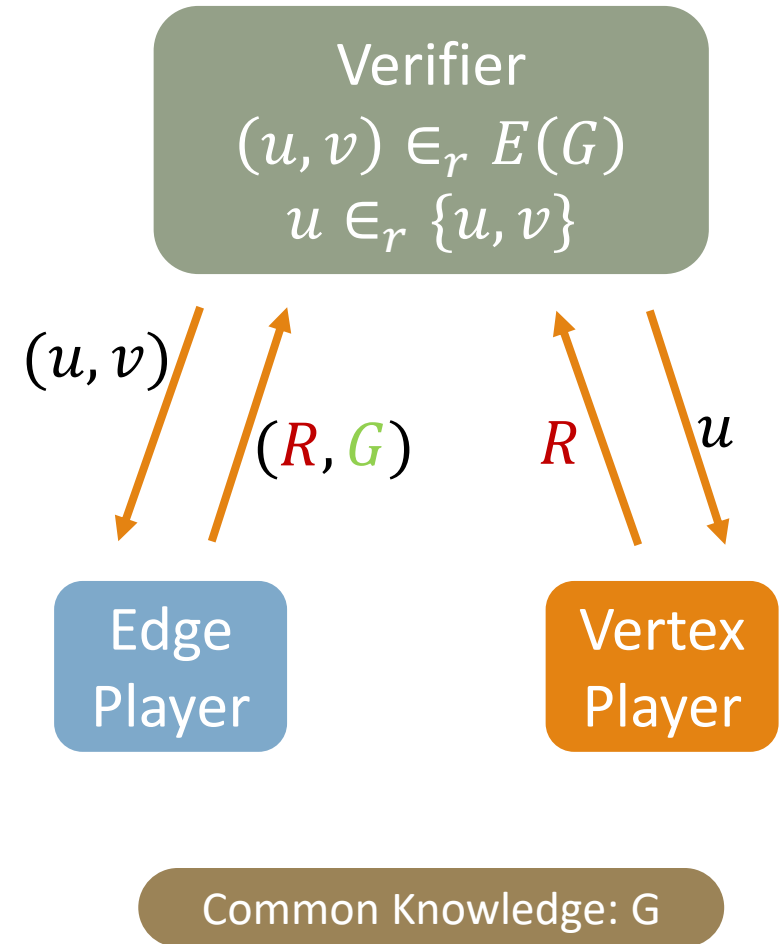 Verifier
(u, v) ∈ᵣ E(G)
u ∈ᵣ {u, v}
(u, v)
(R, G)
R
u
Edge
Player
Vertex
Player
Common Knowledge: G